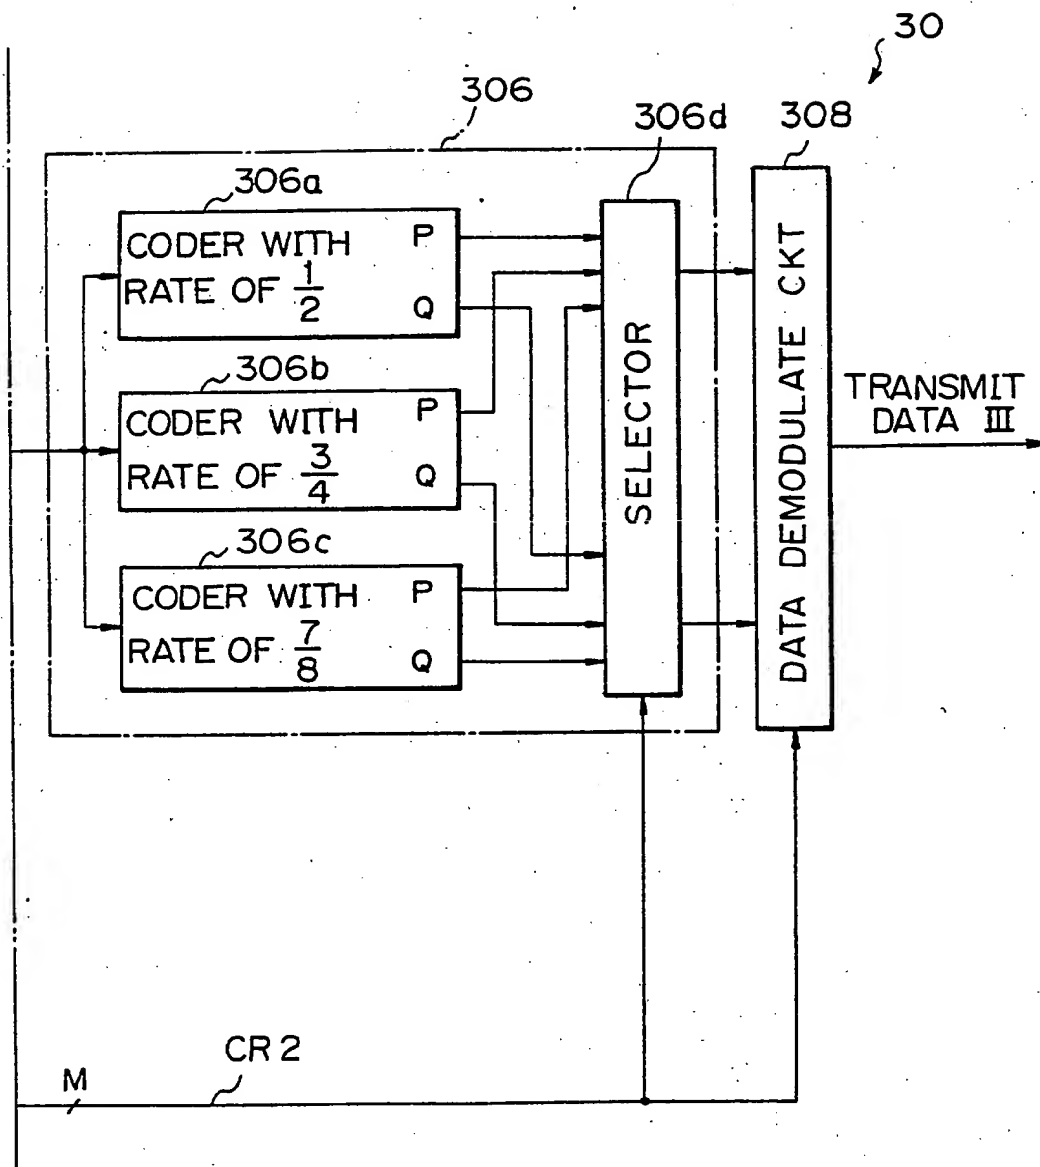 30
306
306d
308
306a
CODER WITH P
RATE OF 1/2 Q
306b
CODER WITH P
RATE OF 3/4 Q
306c
CODER WITH P
RATE OF 7/8 Q
SELECTOR
DATA DEMODULATE CKT
TRANSMIT
DATA III
M
CR2